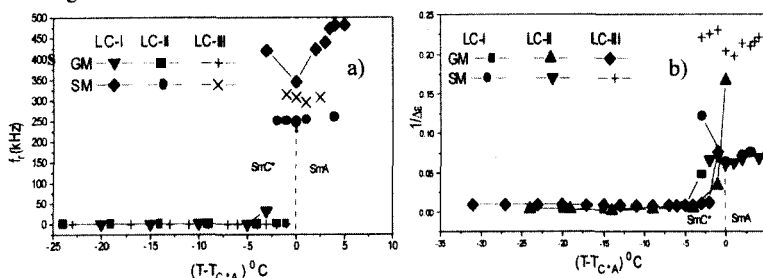 LC-I LC-II LC-III
GM
SM
a)
f_r (kHz)
500
450
400
350
300
250
200
150
100
50
0
SmC* SmA
-25 -20 -15 -10 -5 0 5 10
(T-T_{C*A}) ⁰C
LC-I LC-II LC-III
GM
SM
b)
1/Δε
0.25
0.20
0.15
0.10
0.05
0.00
SmC* SmA
-35 -30 -25 -20 -15 -10 -5 0 5
(T-T_{C*A}) ⁰C